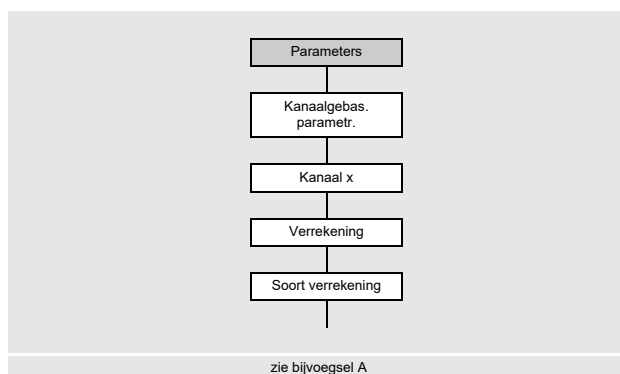 Parameters
Kanaalgebas.
parametr.
Kanaal x
Verrekening
Soort verrekening
zie bijvoegsel A